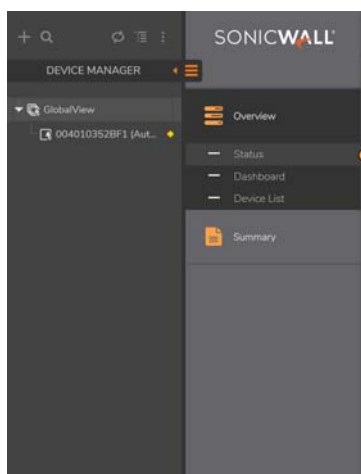 SONICWALL
DEVICE MANAGER
GlobalView
Overview
004010352BF1 (Aut...
Status
Dashboard
Device List
Summary